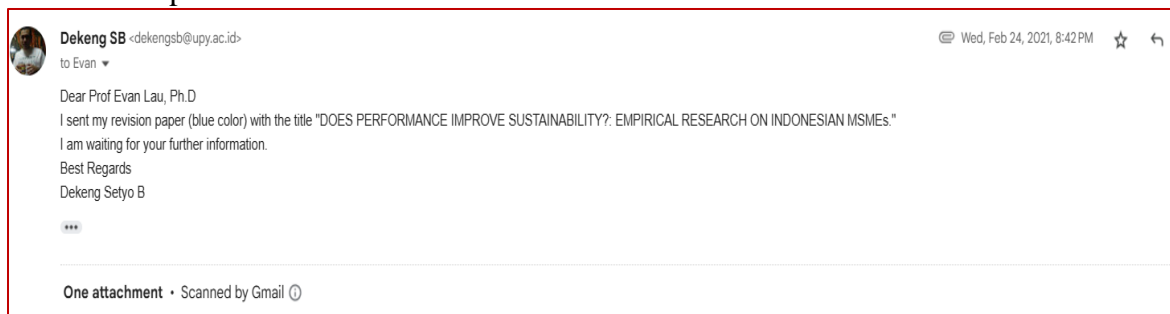 Dekeng SB <dekengsb@upy.ac.id>
Wed, Feb 24, 2021, 8:42 PM
to Evan
Dear Prof Evan Lau, Ph.D
I sent my revision paper (blue color) with the title "DOES PERFORMANCE IMPROVE SUSTAINABILITY?: EMPIRICAL RESEARCH ON INDONESIAN MSMEs."
I am waiting for your further information.
Best Regards
Dekeng Setyo B
One attachment • Scanned by Gmail